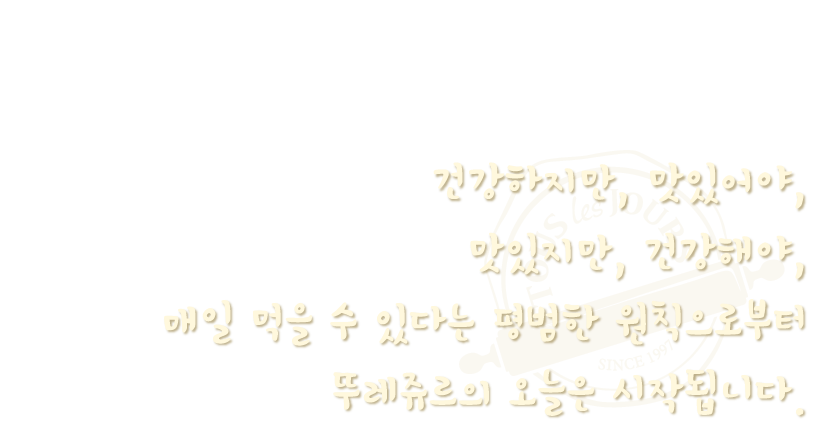 건강하지만, 맛있어야,
맛있지만, 건강해야,
매일 먹을 수 있다는 평범한 원칙으로부터
뚜레쥬르의 오늘은 시작됩니다.
TOUS les JOURS
SINCE 1997